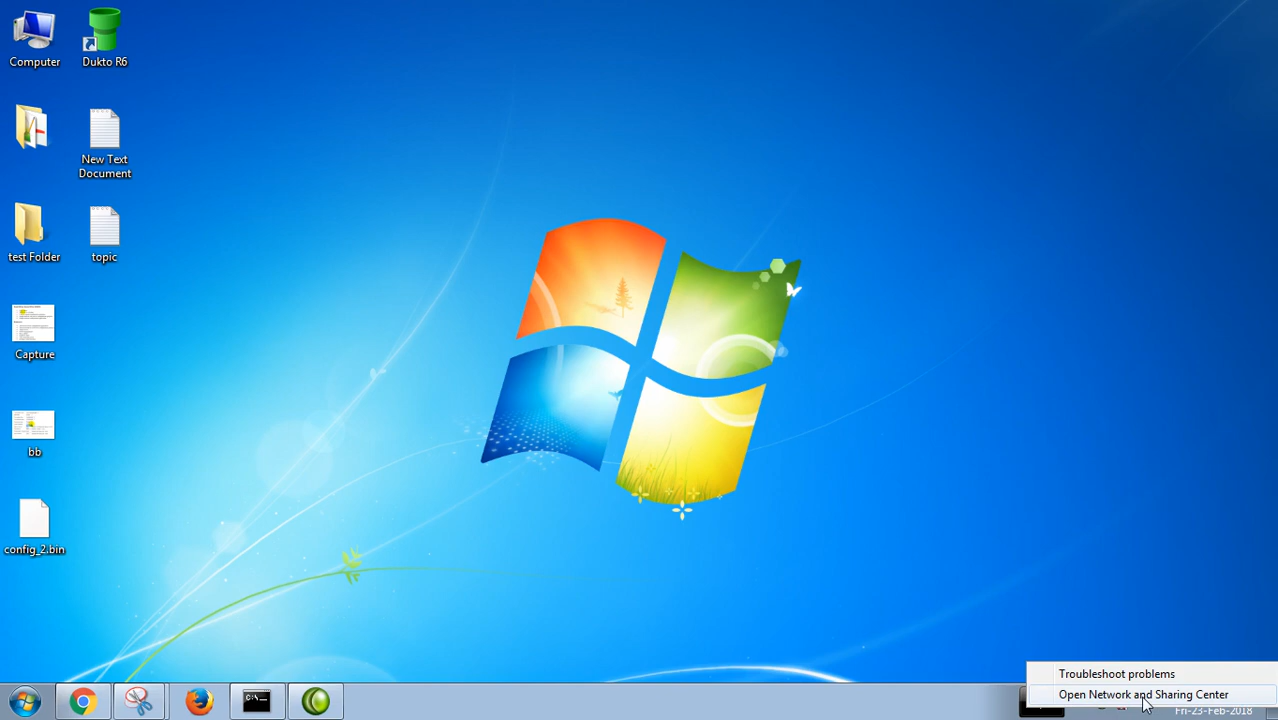 Computer
Dukto R6
New Text
Document
test Folder
topic
Capture
bb
config_2.bin
C:\_
Troubleshoot problems
Open Network and Sharing Center
Fri-23-Feb-2018